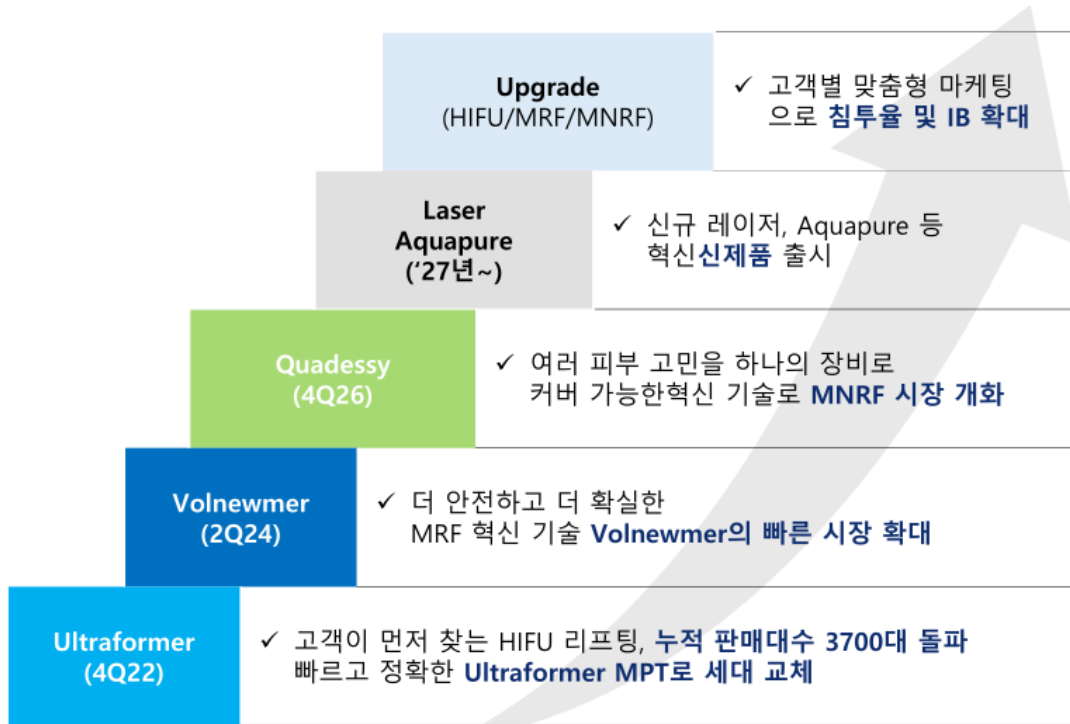 Upgrade
(HIFU/MRF/MNRF)
✓ 고객별 맞춤형 마케팅
으로 침투율 및 IB 확대
Laser
Aquapure
('27년~)
✓ 신규 레이저, Aquapure 등
혁신신제품 출시
Quadessy
(4Q26)
✓ 여러 피부 고민을 하나의 장비로
커버 가능한혁신 기술로 MNRF 시장 개화
Volnewmer
(2Q24)
✓ 더 안전하고 더 확실한
MRF 혁신 기술 Volnewmer의 빠른 시장 확대
Ultraformer
(4Q22)
✓ 고객이 먼저 찾는 HIFU 리프팅, 누적 판매대수 3700대 돌파
빠르고 정확한 Ultraformer MPT로 세대 교체